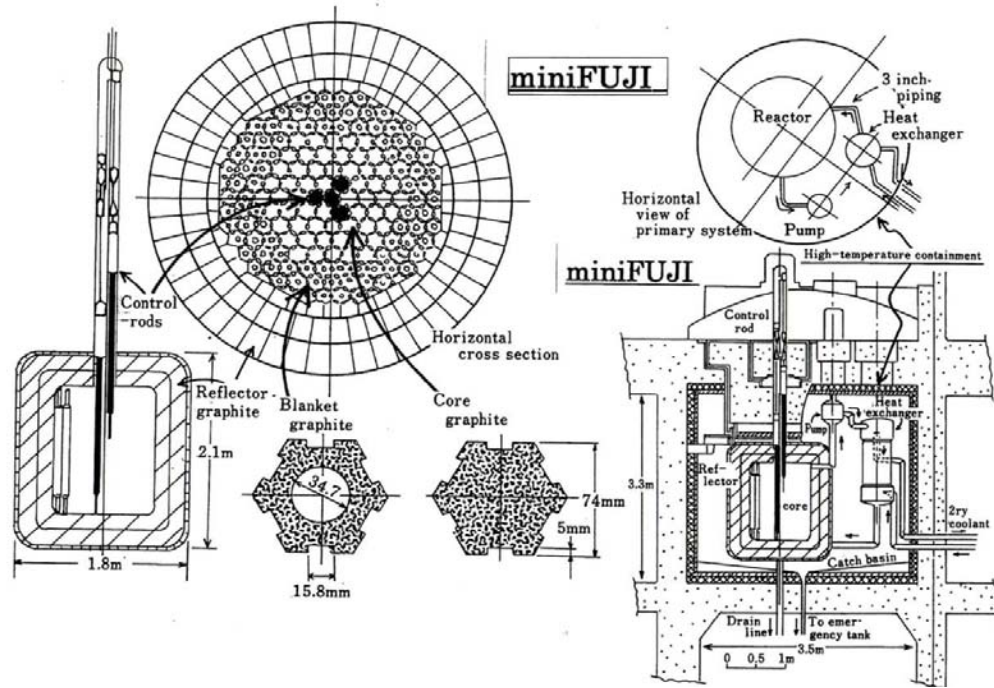 miniFUJI
3 inch-
piping
Heat
exchanger
Reactor
Horizontal
view of
primary system
Pump
High-temperature containment
miniFUJI
Control
-rods
Horizontal
cross section
Reflector
graphite
Blanket
graphite
Core
graphite
2.1m
1.8m
34.7
15.8mm
74mm
5mm
Control
rod
Heat
exchanger
Pump
Ref-
lector
core
3.3m
2ry
coolant
Catch basin
Drain
line
To emer-
gency tank
3.5m
0 0.5 1m